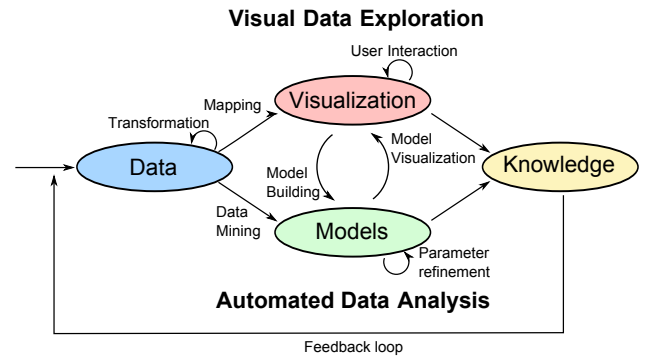 Visual Data Exploration
User Interaction
Visualization
Mapping
Transformation
Data
Model
Visualization
Knowledge
Model
Building
Data
Mining
Models
Parameter
refinement
Automated Data Analysis
Feedback loop